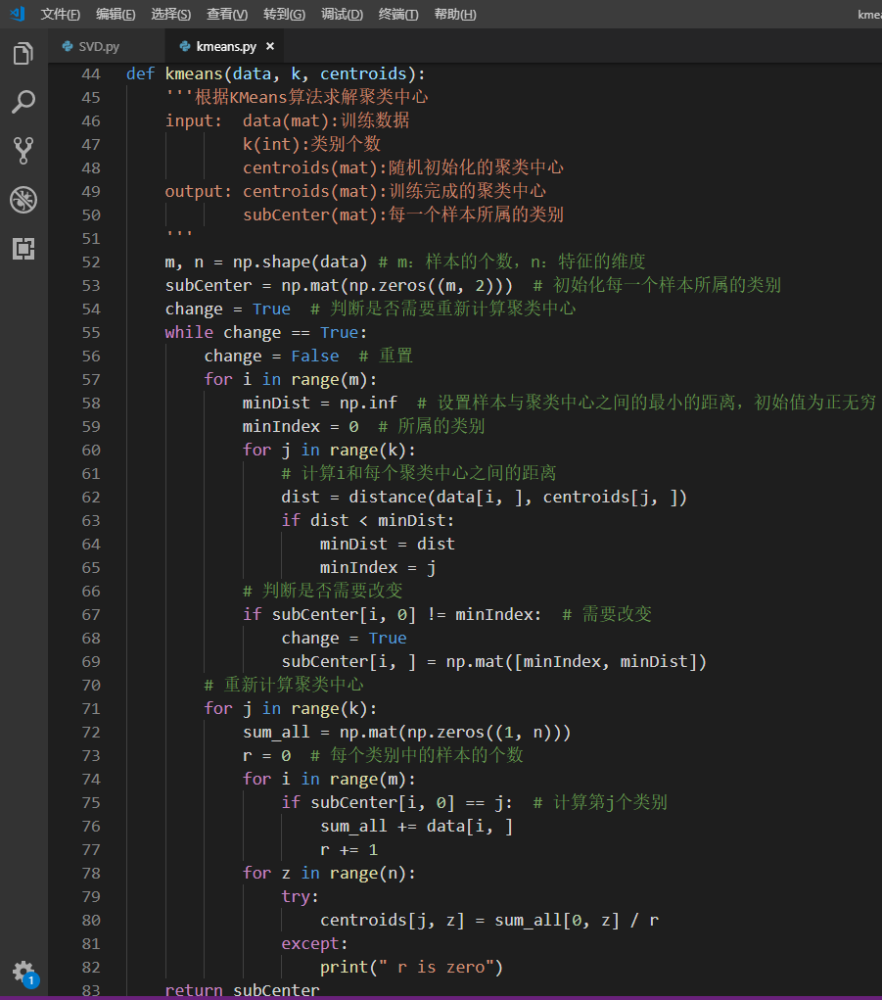 文件(F) 编辑(E) 选择(S) 查看(V) 转到(G) 调试(D) 终端(T) 帮助(H) kme
SVD.py kmeans.py ×
44 def kmeans(data, k, centroids):
45 '''根据KMeans算法求解聚类中心
46 input: data(mat):训练数据
47 k(int):类别个数
48 centroids(mat):随机初始化的聚类中心
49 output: centroids(mat):训练完成的聚类中心
50 subCenter(mat):每一个样本所属的类别
51 '''
52 m, n = np.shape(data) # m：样本的个数，n：特征的维度
53 subCenter = np.mat(np.zeros((m, 2))) # 初始化每一个样本所属的类别
54 change = True # 判断是否需要重新计算聚类中心
55 while change == True:
56 change = False # 重置
57 for i in range(m):
58 minDist = np.inf # 设置样本与聚类中心之间的最小的距离，初始值为正无穷
59 minIndex = 0 # 所属的类别
60 for j in range(k):
61 # 计算i和每个聚类中心之间的距离
62 dist = distance(data[i, ], centroids[j, ])
63 if dist < minDist:
64 minDist = dist
65 minIndex = j
66 # 判断是否需要改变
67 if subCenter[i, 0] != minIndex: # 需要改变
68 change = True
69 subCenter[i, ] = np.mat([minIndex, minDist])
70 # 重新计算聚类中心
71 for j in range(k):
72 sum_all = np.mat(np.zeros((1, n)))
73 r = 0 # 每个类别中的样本的个数
74 for i in range(m):
75 if subCenter[i, 0] == j: # 计算第j个类别
76 sum_all += data[i, ]
77 r += 1
78 for z in range(n):
79 try:
80 centroids[j, z] = sum_all[0, z] / r
81 except:
82 print(" r is zero")
83 return subCenter
1